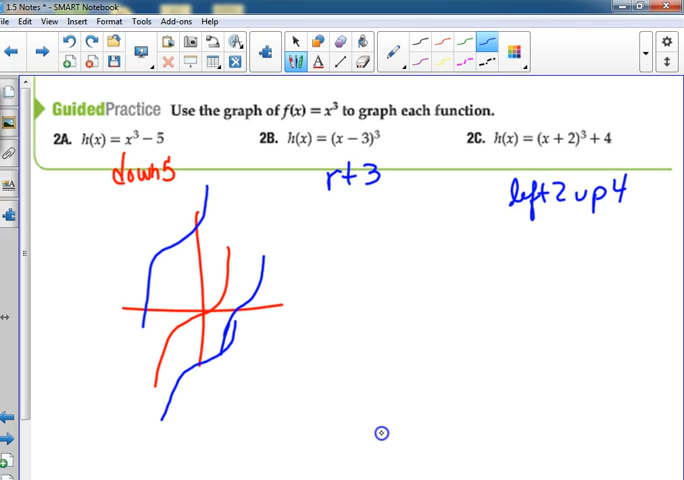 1.5 Notes * - SMART Notebook
Edit View Insert Format Tools Add-ons Help
GuidedPractice Use the graph of f(x) = x³ to graph each function.
2A. h(x) = x³ − 5 2B. h(x) = (x − 3)³ 2C. h(x) = (x + 2)³ + 4
down 5 rt 3 left 2 up 4